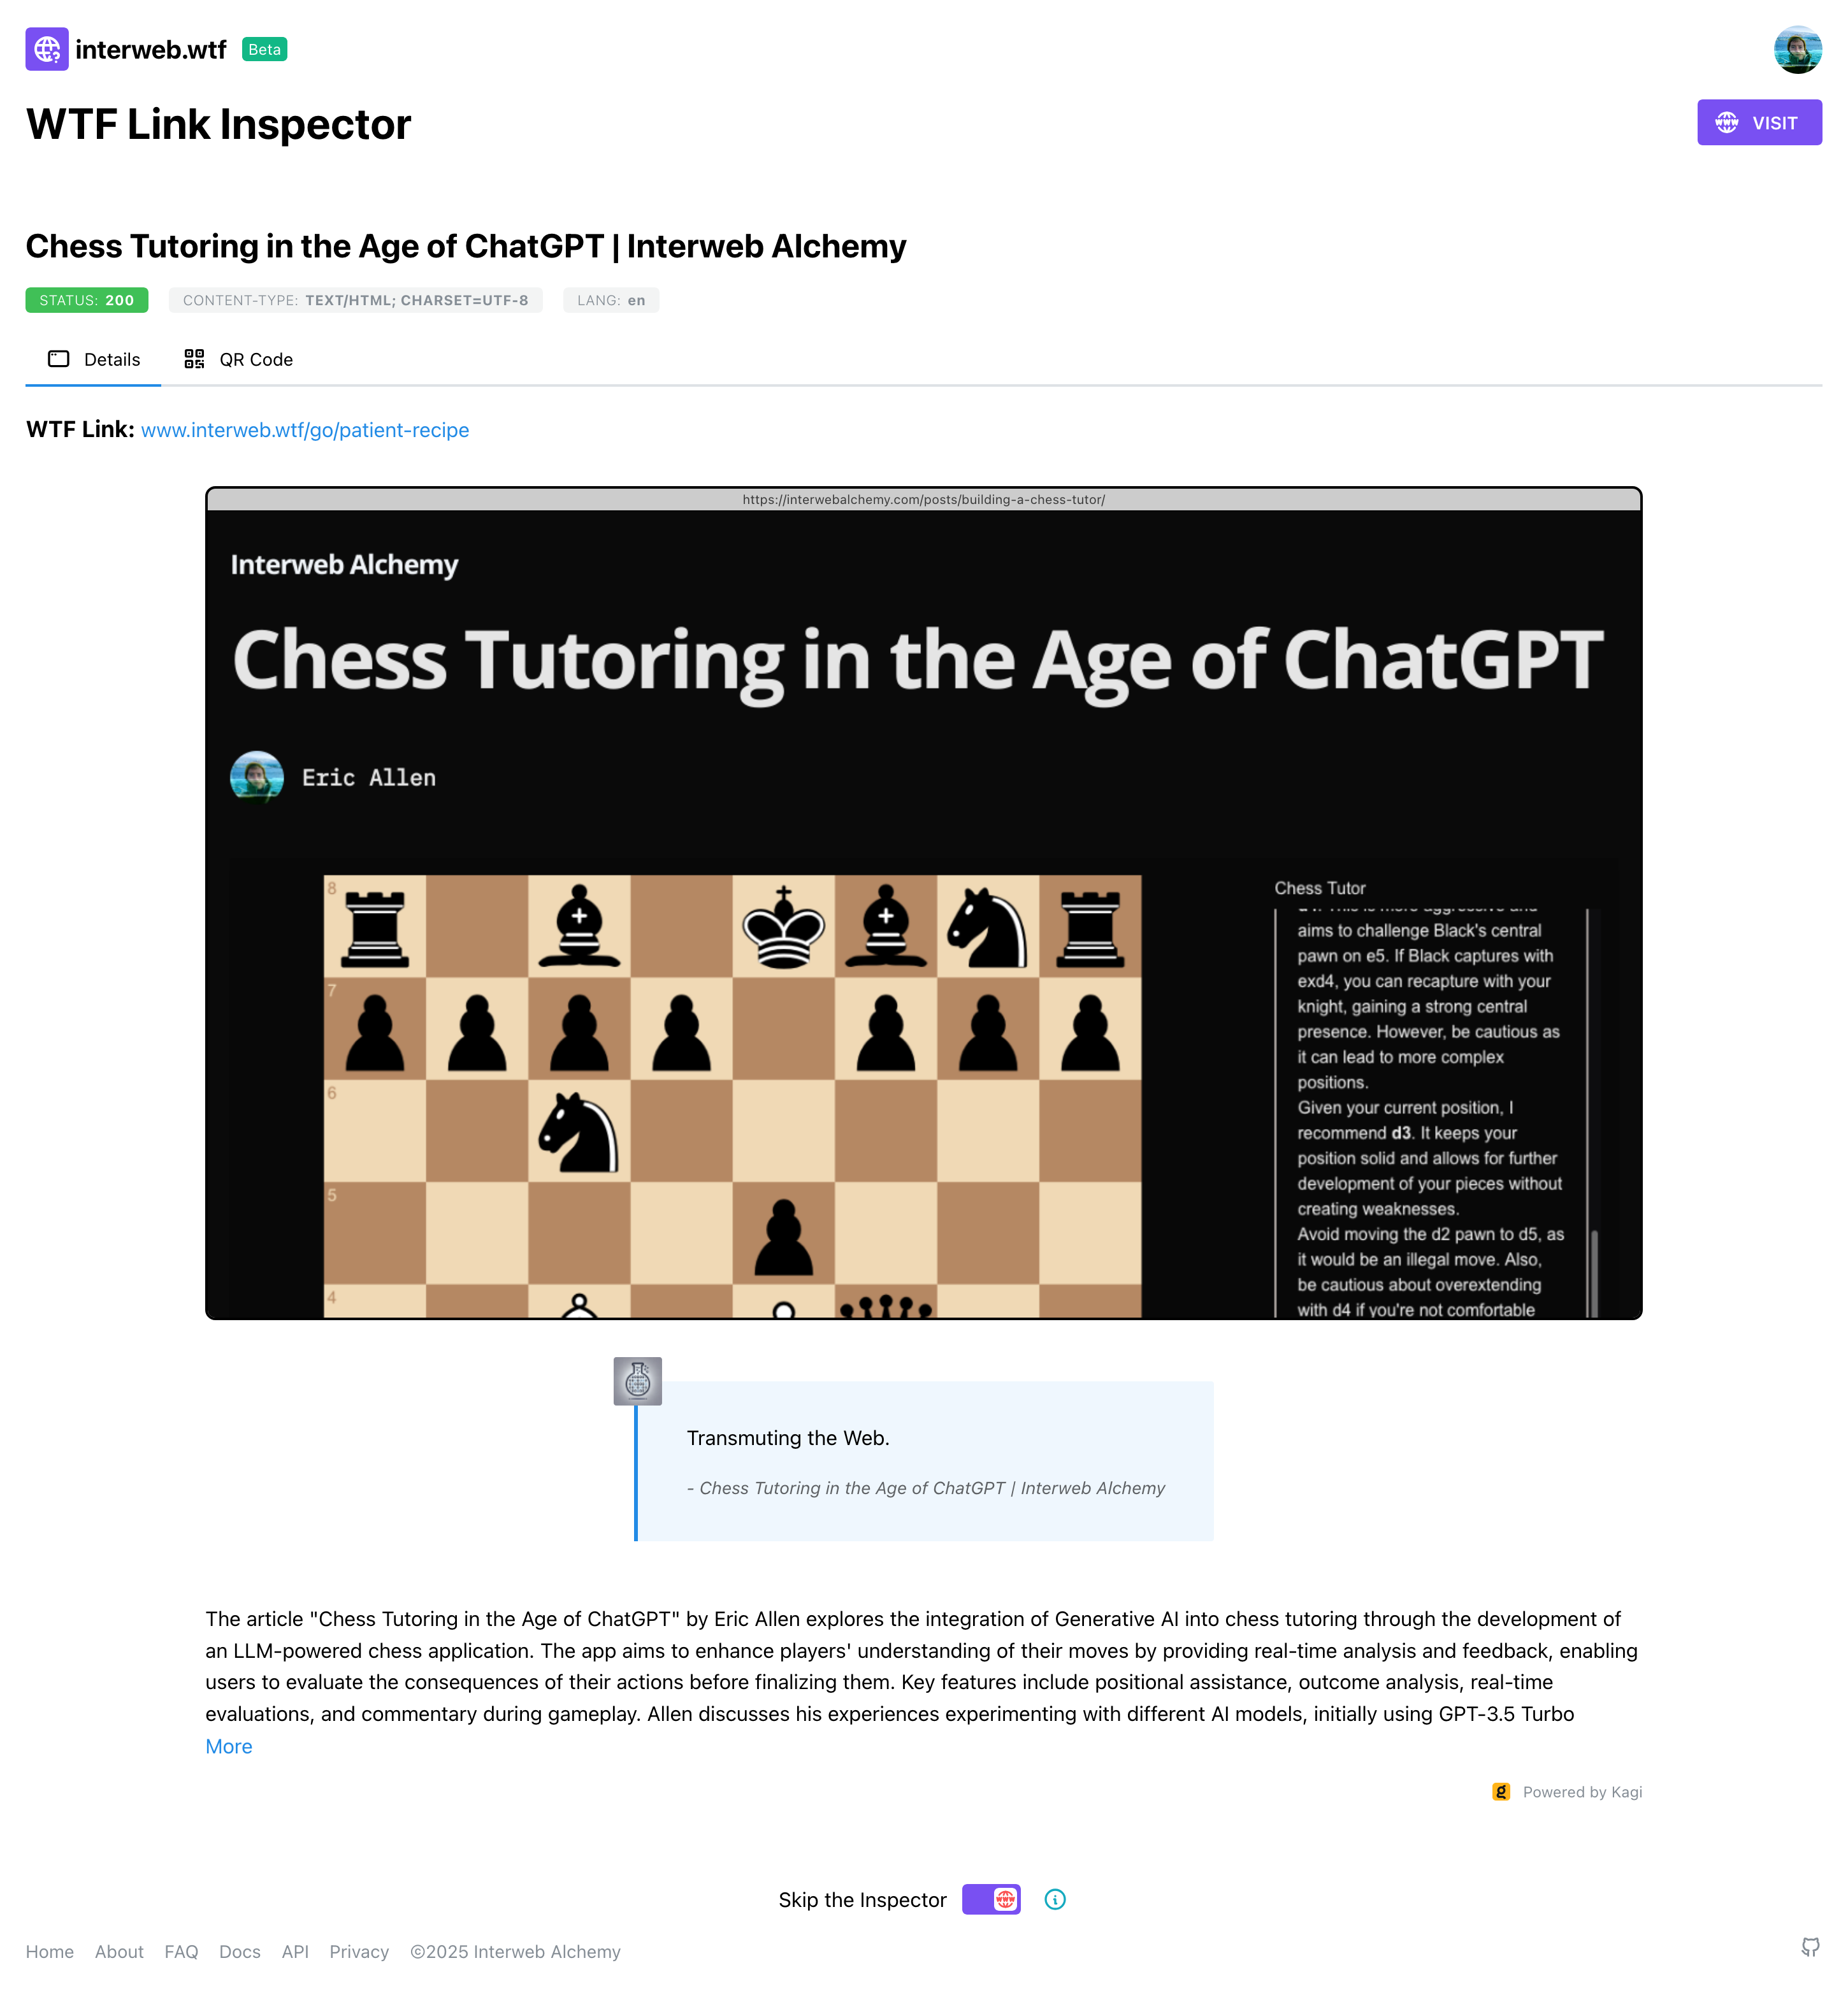 interweb.wtf Beta
WTF Link Inspector
VISIT
Chess Tutoring in the Age of ChatGPT | Interweb Alchemy
STATUS: 200 CONTENT-TYPE: TEXT/HTML; CHARSET=UTF-8 LANG: en
Details QR Code
WTF Link: www.interweb.wtf/go/patient-recipe
https://interwebalchemy.com/posts/building-a-chess-tutor/
Interweb Alchemy
Chess Tutoring in the Age of ChatGPT
Eric Allen
8
7
6
5
4
Chess Tutor
aims to challenge Black's central
pawn on e5. If Black captures with
exd4, you can recapture with your
knight, gaining a strong central
presence. However, be cautious as
it can lead to more complex
positions.
Given your current position, I
recommend d3. It keeps your
position solid and allows for further
development of your pieces without
creating weaknesses.
Avoid moving the d2 pawn to d5, as
it would be an illegal move. Also,
be cautious about overextending
with d4 if you're not comfortable
Transmuting the Web.
- Chess Tutoring in the Age of ChatGPT | Interweb Alchemy
The article "Chess Tutoring in the Age of ChatGPT" by Eric Allen explores the integration of Generative AI into chess tutoring through the development of
an LLM-powered chess application. The app aims to enhance players' understanding of their moves by providing real-time analysis and feedback, enabling
users to evaluate the consequences of their actions before finalizing them. Key features include positional assistance, outcome analysis, real-time
evaluations, and commentary during gameplay. Allen discusses his experiences experimenting with different AI models, initially using GPT-3.5 Turbo
More
Powered by Kagi
Skip the Inspector
Home About FAQ Docs API Privacy ©2025 Interweb Alchemy